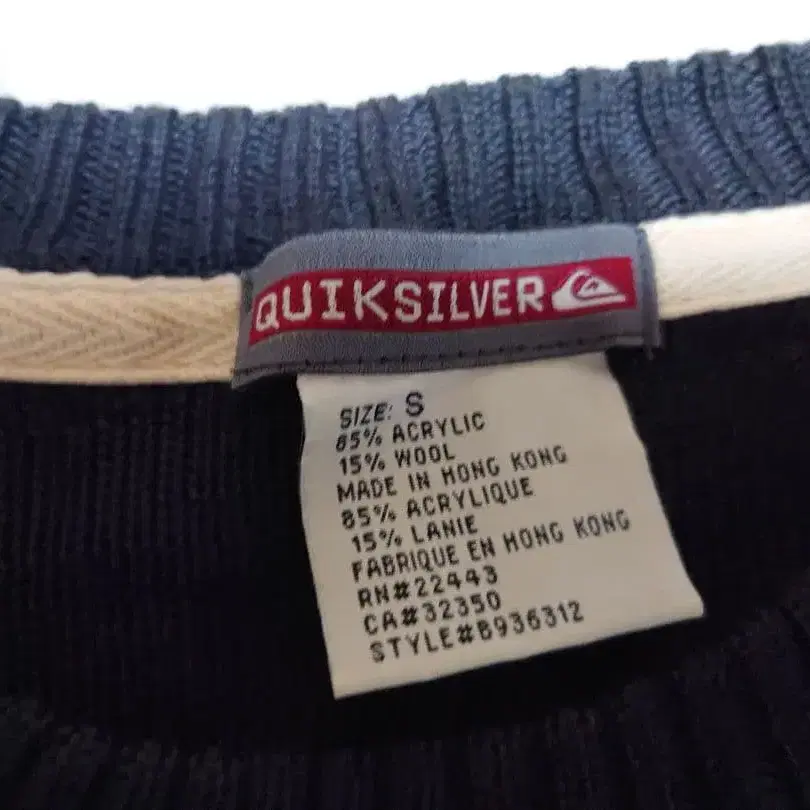 QUIKSILVER
SIZE: S
85% ACRYLIC
15% WOOL
MADE IN HONG KONG
85% ACRYLIQUE
15% LANIE
FABRIQUE EN HONG KONG
RN#22443
CA#32350
STYLE#8936312